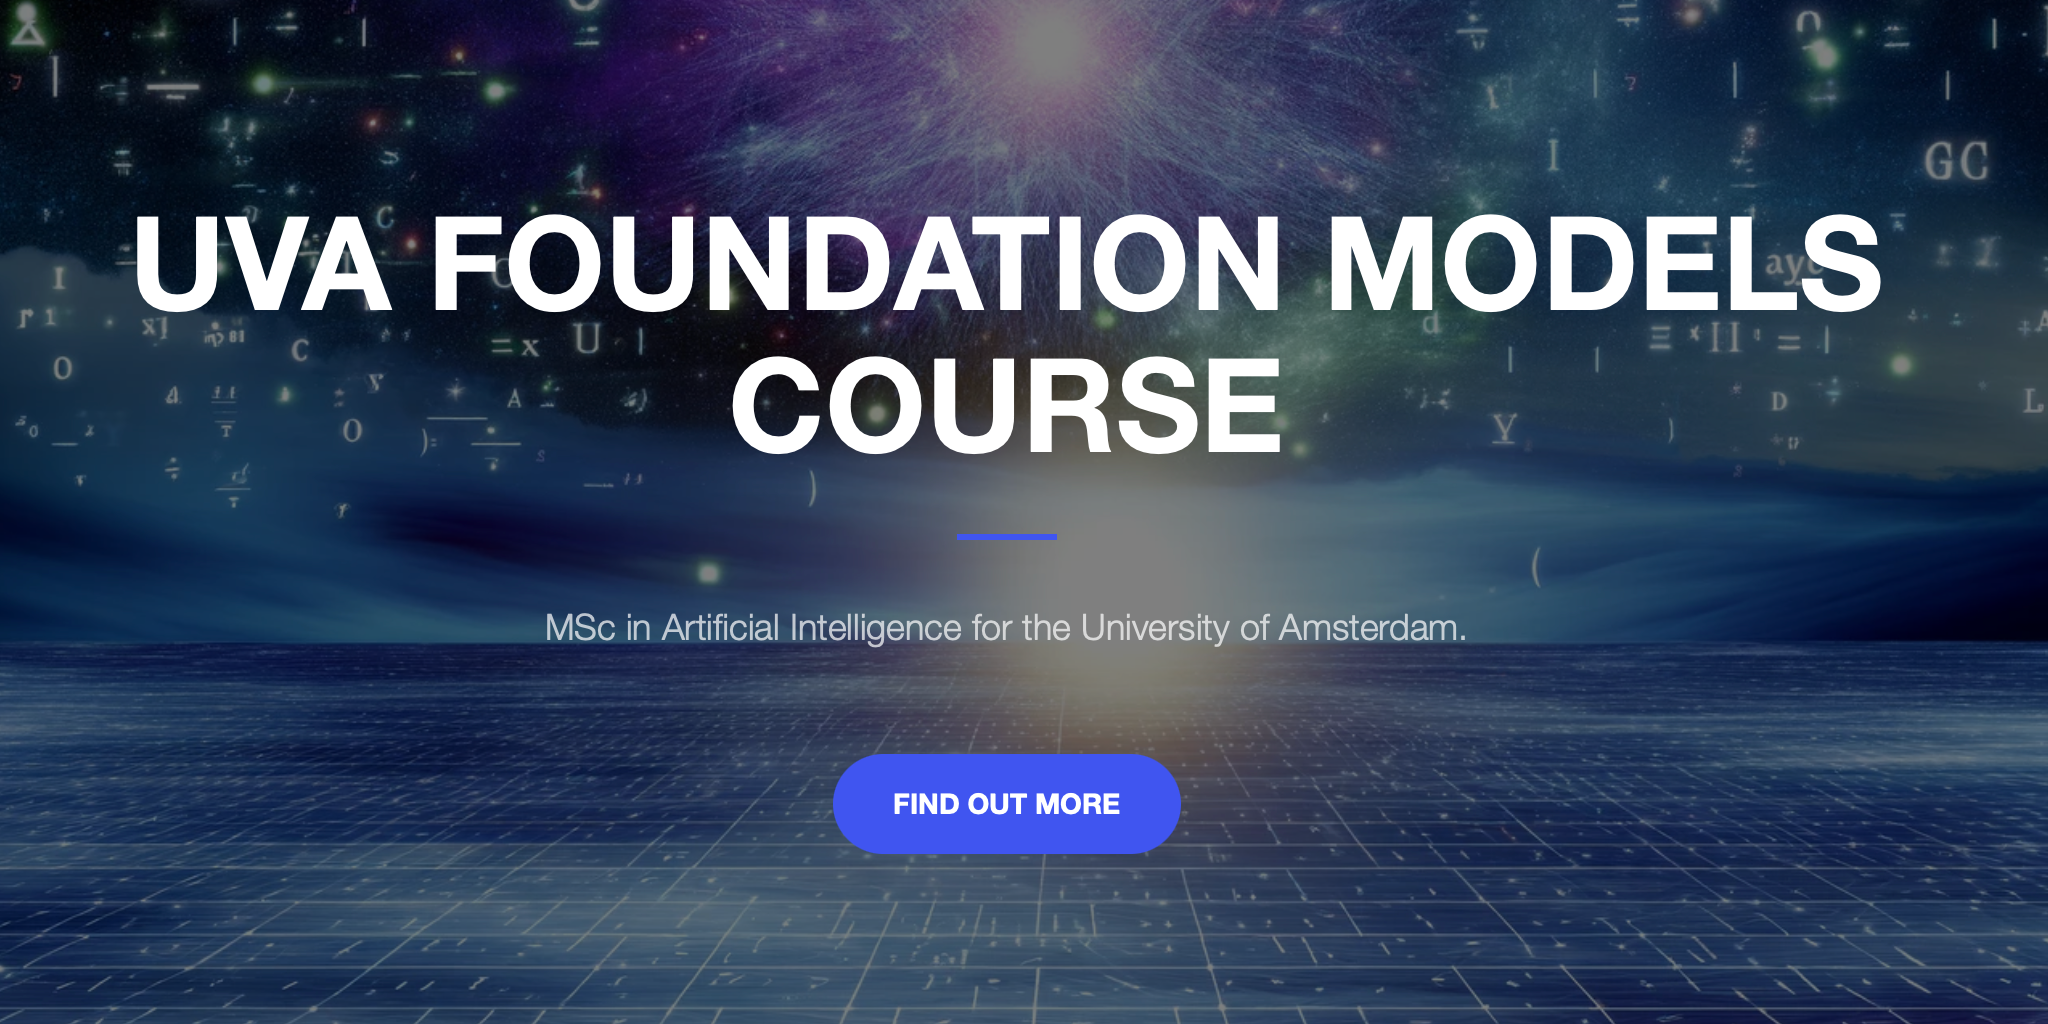 UVA FOUNDATION MODELS
COURSE
MSc in Artificial Intelligence for the University of Amsterdam.
FIND OUT MORE